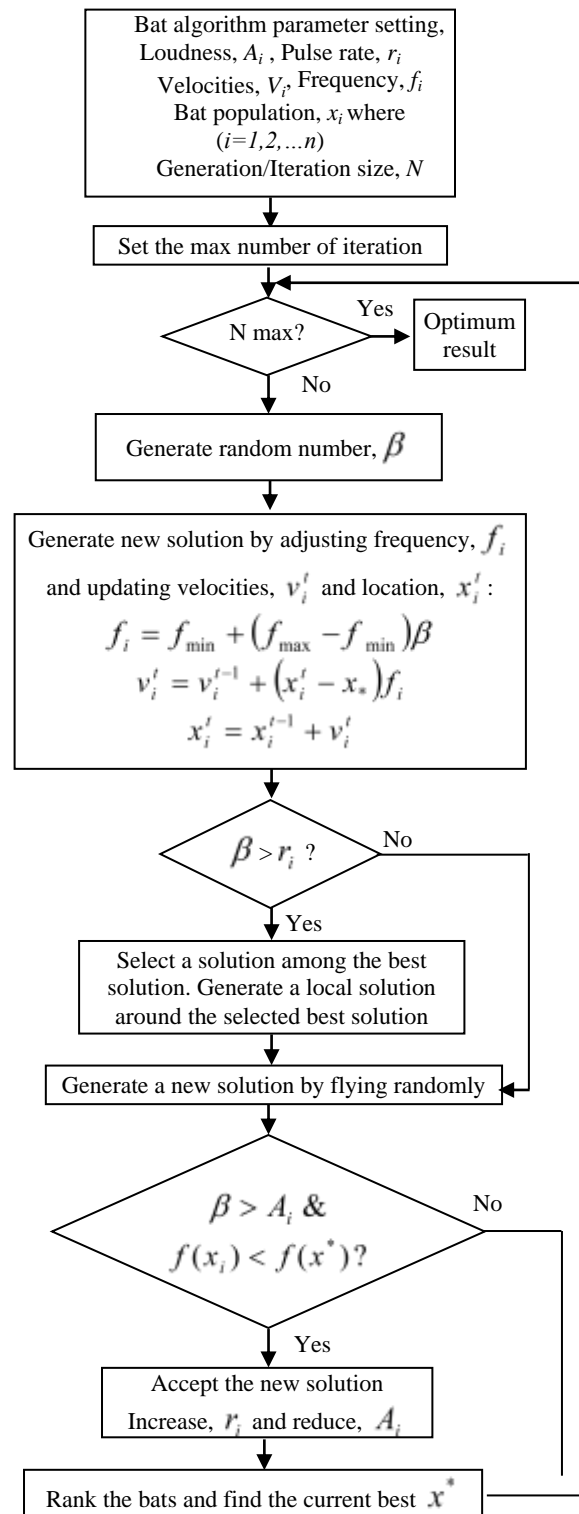 Bat algorithm parameter setting,
Loudness, A_i , Pulse rate, r_i
Velocities, V_i, Frequency, f_i
Bat population, x_i where
(i=1,2,...n)
Generation/Iteration size, N
Set the max number of iteration
N max?
Yes
Optimum
result
No
Generate random number, β
Generate new solution by adjusting frequency, f_i
and updating velocities, v_i^t and location, x_i^t :
f_i = f_min + (f_max − f_min)β
v_i^t = v_i^{t−1} + (x_i^t − x_*)f_i
x_i^t = x_i^{t−1} + v_i^t
β > r_i ?
No
Yes
Select a solution among the best
solution. Generate a local solution
around the selected best solution
Generate a new solution by flying randomly
β > A_i &
f(x_i) < f(x^*)?
No
Yes
Accept the new solution
Increase, r_i and reduce, A_i
Rank the bats and find the current best x^*